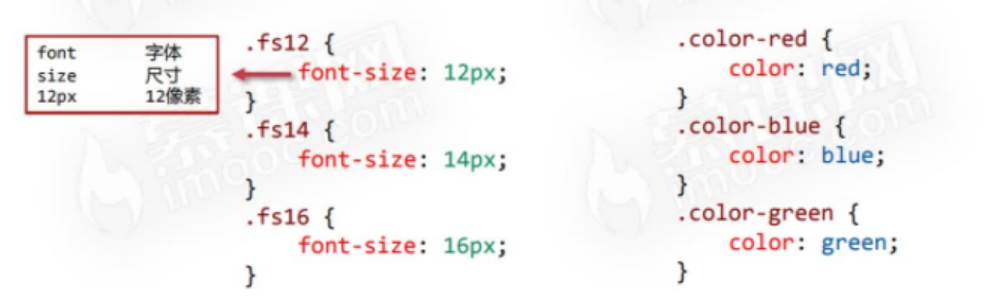 font 字体
size 尺寸
12px 12像素
.fs12 {
font-size: 12px;
}
.fs14 {
font-size: 14px;
}
.fs16 {
font-size: 16px;
}
.color-red {
color: red;
}
.color-blue {
color: blue;
}
.color-green {
color: green;
}
慕课网
imooc.com